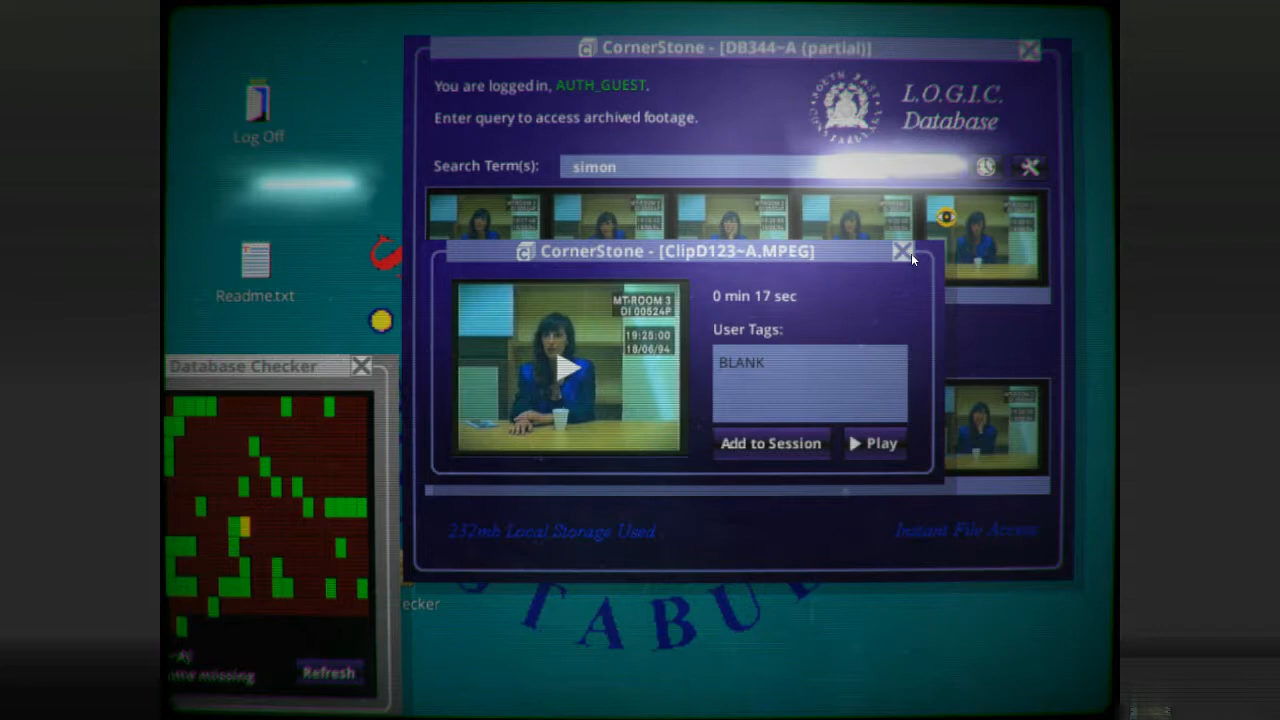 CornerStone - [DB344~A (partial)]
You are logged in, AUTH_GUEST.
Enter query to access archived footage.
L.O.G.I.C.
Database
Search Term(s):
simon
Log Off
Readme.txt
CornerStone - [ClipD123~A.MPEG]
MT-ROOM 3
DI 00524P
19:25:00
18/06/94
0 min 17 sec
User Tags:
BLANK
Add to Session
Play
Database Checker
missing
Refresh
232mb Local Storage Used
Instant File Access
ecker
TABUL